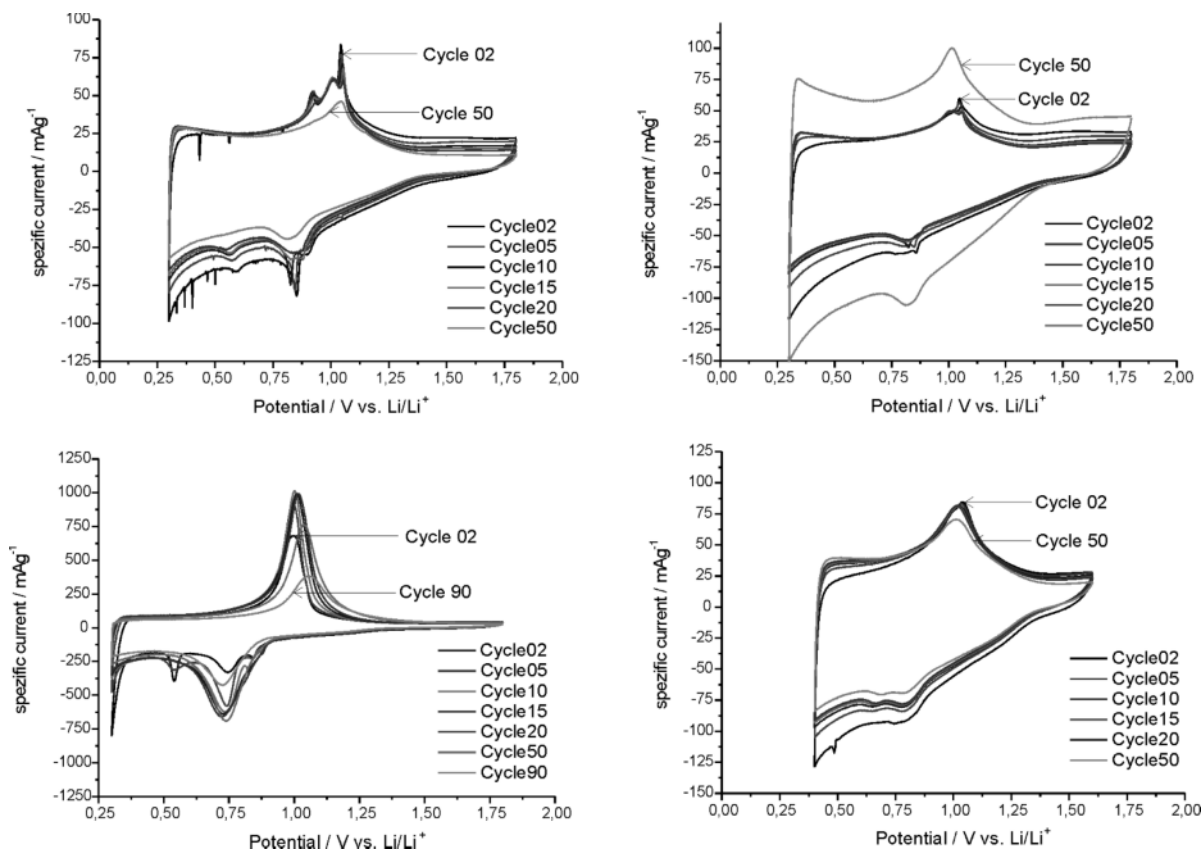 100
75
50
25
0
-25
-50
-75
-100
-125
spezific current / mAg⁻¹
Cycle 02
Cycle 50
Cycle02
Cycle05
Cycle10
Cycle15
Cycle20
Cycle50
0,00 0,25 0,50 0,75 1,00 1,25 1,50 1,75 2,00
Potential / V vs. Li/Li⁺
125
100
75
50
25
0
-25
-50
-75
-100
-125
-150
spezific current / mAg⁻¹
Cycle 50
Cycle 02
Cycle02
Cycle05
Cycle10
Cycle15
Cycle20
Cycle50
0,00 0,25 0,50 0,75 1,00 1,25 1,50 1,75 2,00
Potential / V vs. Li/Li⁺
1250
1000
750
500
250
0
-250
-500
-750
-1000
-1250
spezific current / mAg⁻¹
Cycle 02
Cycle 90
Cycle02
Cycle05
Cycle10
Cycle15
Cycle20
Cycle50
Cycle90
0,25 0,50 0,75 1,00 1,25 1,50 1,75 2,00
Potential / V vs. Li/Li⁺
125
100
75
50
25
0
-25
-50
-75
-100
-125
-150
spezific current / mAg⁻¹
Cycle 02
Cycle 50
Cycle02
Cycle05
Cycle10
Cycle15
Cycle20
Cycle50
0,00 0,25 0,50 0,75 1,00 1,25 1,50 1,75 2,00
Potential / V vs. Li/Li⁺